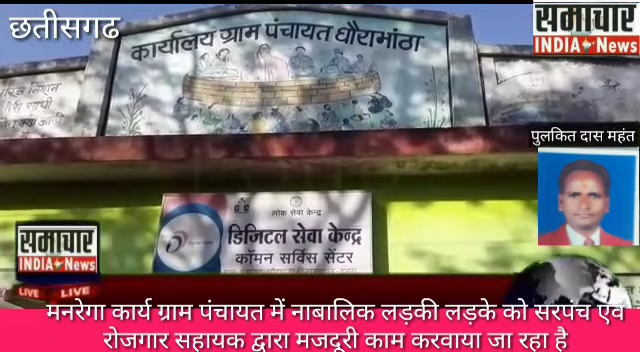 छतीसगढ
समाचार
INDIA News
कार्यालय ग्राम पंचायत धौराभांठा
पुलकित दास महंत
लोक सेवा केन्द्र
डिजिटल सेवा केन्द्र
कॉमन सर्विस सेंटर
समाचार
INDIA News
LIVE LIVE
मनरेगा कार्य ग्राम पंचायत में नाबालिक लड़की लड़के को सरपंच एवं
रोजगार सहायक द्वारा मजदूरी काम करवाया जा रहा है